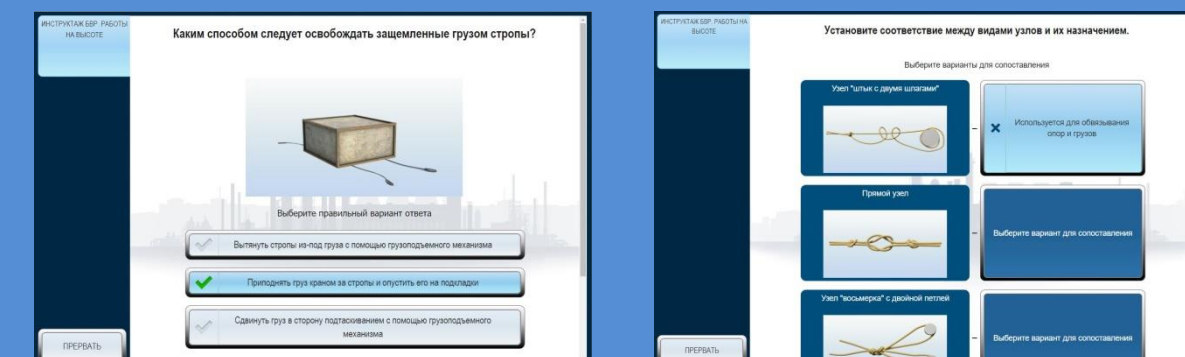 ИНСТРУКТАЖ БВР. РАБОТЫ
НА ВЫСОТЕ
Каким способом следует освобождать защемленные грузом стропы?
Выберите правильный вариант ответа
Вытянуть стропы из-под груза с помощью грузоподъемного механизма
Приподнять груз краном за стропы и опустить его на подкладки
Сдвинуть груз в сторону подтаскиванием с помощью грузоподъемного
механизма
ПРЕРВАТЬ
ИНСТРУКТАЖ БВР. РАБОТЫ НА
ВЫСОТЕ
Установите соответствие между видами узлов и их назначением.
Выберите варианты для сопоставления
Узел "штык с двумя шлагами"
Используется для обвязывания
опор и грузов
Прямой узел
Выберите вариант для сопоставления
Узел "восьмерка" с двойной петлей
Выберите вариант для сопоставления
ПРЕРВАТЬ